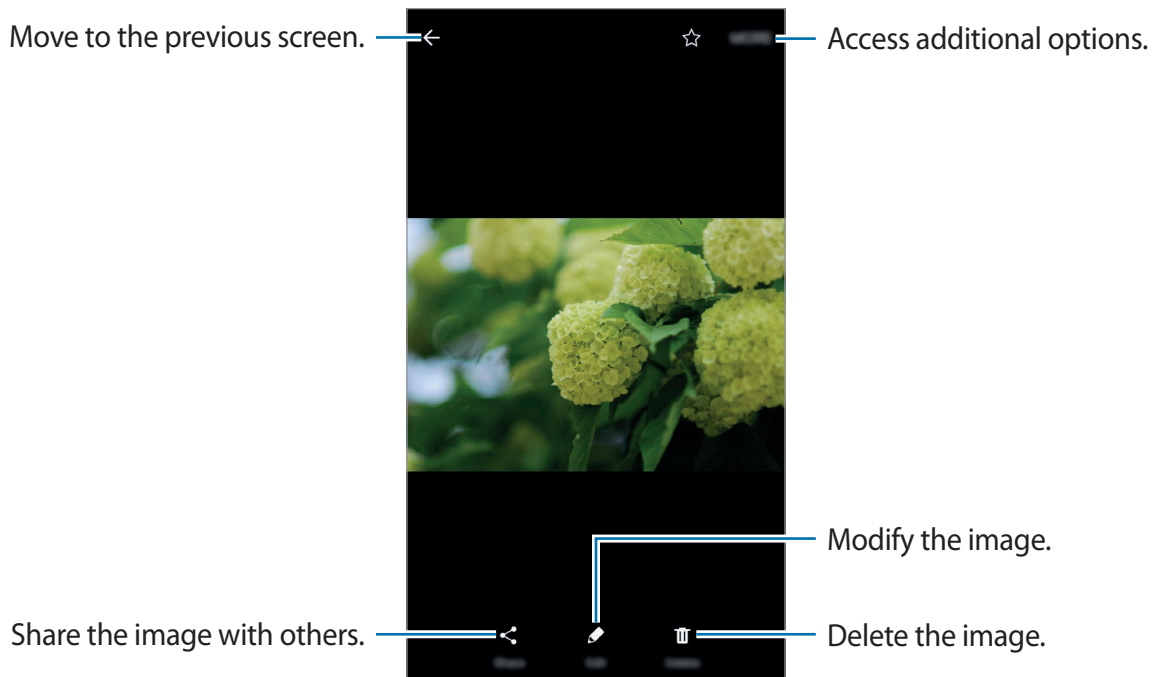 Move to the previous screen.
Access additional options.
Modify the image.
Share the image with others.
Delete the image.